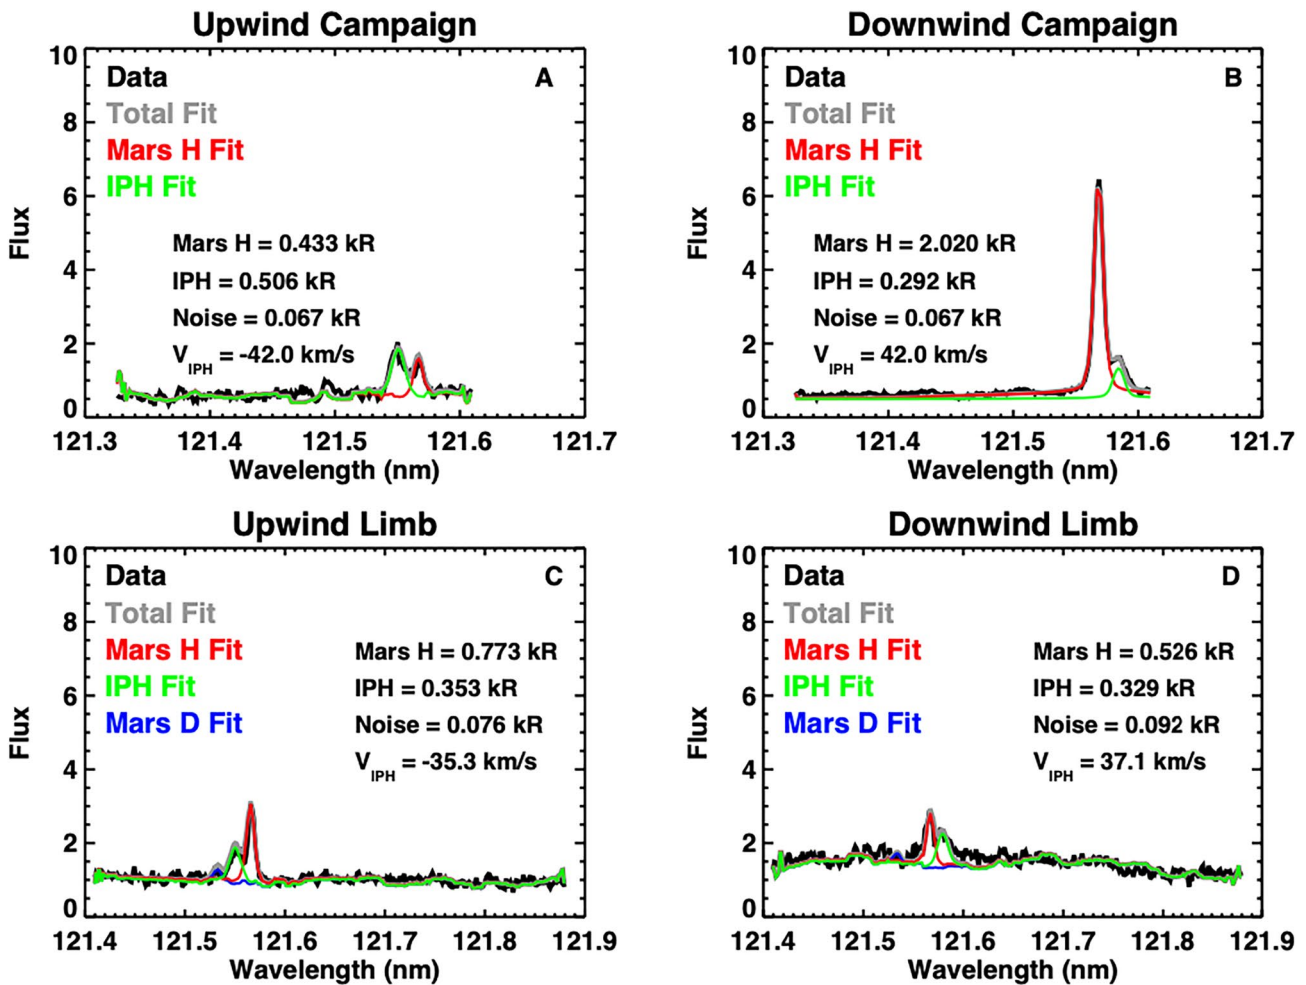 Upwind Campaign
10
8
6
4
2
0
Flux
Data
Total Fit
Mars H Fit
IPH Fit
A
Mars H = 0.433 kR
IPH = 0.506 kR
Noise = 0.067 kR
V IPH = -42.0 km/s
121.3 121.4 121.5 121.6 121.7
Wavelength (nm)
Downwind Campaign
10
8
6
4
2
0
Flux
Data
Total Fit
Mars H Fit
IPH Fit
B
Mars H = 2.020 kR
IPH = 0.292 kR
Noise = 0.067 kR
V IPH = 42.0 km/s
121.3 121.4 121.5 121.6 121.7
Wavelength (nm)
Upwind Limb
10
8
6
4
2
0
Flux
Data
Total Fit
Mars H Fit
IPH Fit
Mars D Fit
C
Mars H = 0.773 kR
IPH = 0.353 kR
Noise = 0.076 kR
V IPH = -35.3 km/s
121.4 121.5 121.6 121.7 121.8 121.9
Wavelength (nm)
Downwind Limb
10
8
6
4
2
0
Flux
Data
Total Fit
Mars H Fit
IPH Fit
Mars D Fit
D
Mars H = 0.526 kR
IPH = 0.329 kR
Noise = 0.092 kR
V IPH = 37.1 km/s
121.4 121.5 121.6 121.7 121.8 121.9
Wavelength (nm)